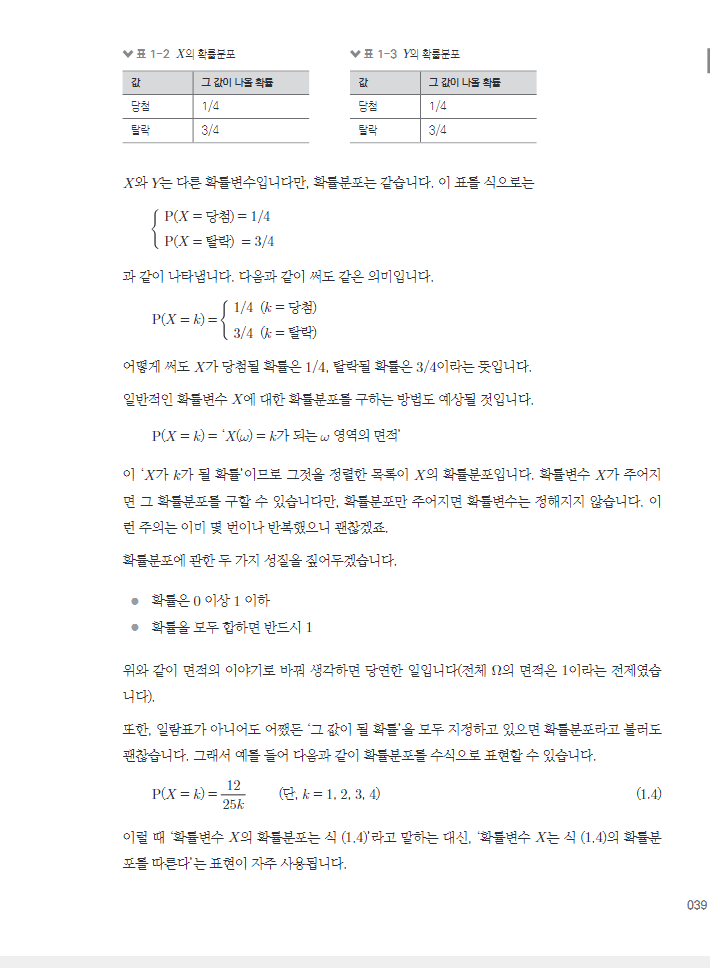 표 1-2 X의 확률분포 표 1-3 Y의 확률분포
값 그 값이 나올 확률 값 그 값이 나올 확률
당첨 1/4 당첨 1/4
탈락 3/4 탈락 3/4
X와 Y는 다른 확률변수입니다만, 확률분포는 같습니다. 이 표를 식으로는
P(X = 당첨) = 1/4
P(X = 탈락) = 3/4
과 같이 나타냅니다. 다음과 같이 써도 같은 의미입니다.
P(X = k) = { 1/4 (k = 당첨)
3/4 (k = 탈락)
어떻게 써도 X가 당첨될 확률은 1/4, 탈락될 확률은 3/4이라는 뜻입니다.
일반적인 확률변수 X에 대한 확률분포를 구하는 방법도 예상될 것입니다.
P(X = k) = ‘X(ω) = k가 되는 ω 영역의 면적’
이 ‘X가 k가 될 확률’이므로 그것을 정렬한 목록이 X의 확률분포입니다. 확률변수 X가 주어지
면 그 확률분포를 구할 수 있습니다만, 확률분포만 주어지면 확률변수는 정해지지 않습니다. 이
런 주의는 이미 몇 번이나 반복했으니 괜찮겠죠.
확률분포에 관한 두 가지 성질을 짚어두겠습니다.
● 확률은 0 이상 1 이하
● 확률을 모두 합하면 반드시 1
위와 같이 면적의 이야기로 바꿔 생각하면 당연한 일입니다(전체 Ω의 면적은 1이라는 전제였습
니다).
또한, 일람표가 아니어도 어쨌든 ‘그 값이 될 확률’을 모두 지정하고 있으면 확률분포라고 불러도
괜찮습니다. 그래서 예를 들어 다음과 같이 확률분포를 수식으로 표현할 수 있습니다.
P(X = k) = 12/25k (단, k = 1, 2, 3, 4) (1.4)
이럴 때 ‘확률변수 X의 확률분포는 식 (1.4)’라고 말하는 대신, ‘확률변수 X는 식 (1.4)의 확률분
포를 따른다’는 표현이 자주 사용됩니다.
039